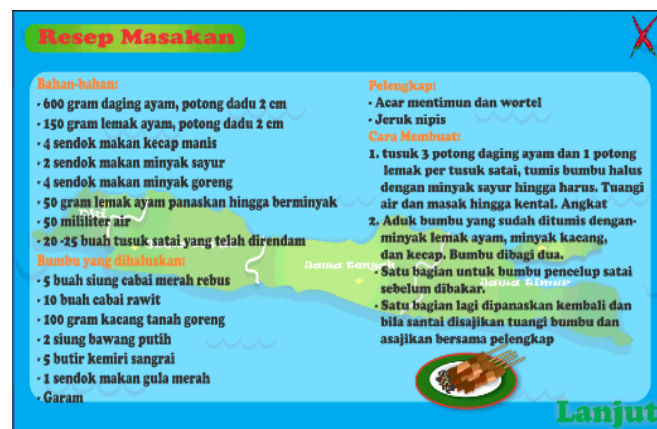 Resep Masakan
Bahan-bahan:
- 600 gram daging ayam, potong dadu 2 cm
- 150 gram lemak ayam, potong dadu 2 cm
- 4 sendok makan kecap manis
- 2 sendok makan minyak sayur
- 4 sendok makan minyak goreng
- 50 gram lemak ayam panaskan hingga berminyak
- 50 mililiter air
- 20 -25 buah tusuk satai yang telah direndam
Bumbu yang dihaluskan:
- 5 buah siung cabai merah rebus
- 10 buah cabai rawit
- 100 gram kacang tanah goreng
- 2 siung bawang putih
- 5 butir kemiri sangrai
- 1 sendok makan gula merah
- Garam
Pelengkap:
- Acar mentimun dan wortel
- Jeruk nipis
Cara Membuat:
1. tusuk 3 potong daging ayam dan 1 potong
lemak per tusuk satai, tumis bumbu halus
dengan minyak sayur hingga harus. Tuangi
air dan masak hingga kental. Angkat
2. Aduk bumbu yang sudah ditumis dengan-
minyak lemak ayam, minyak kacang,
dan kecap. Bumbu dibagi dua.
- Satu bagian untuk bumbu pencelup satai
sebelum dibakar.
- Satu bagian lagi dipanaskan kembali dan
bila santai disajikan tuangi bumbu dan
asajikan bersama pelengkap
Jawa tengah
Jawa timur
Lanjut